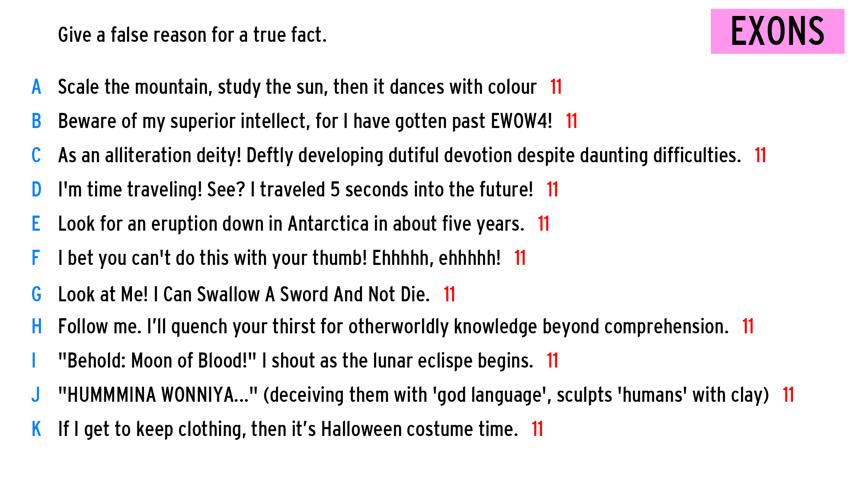 Give a false reason for a true fact.
EXONS
A Scale the mountain, study the sun, then it dances with colour 11
B Beware of my superior intellect, for I have gotten past EWOW4! 11
C As an alliteration deity! Deftly developing dutiful devotion despite daunting difficulties. 11
D I'm time traveling! See? I traveled 5 seconds into the future! 11
E Look for an eruption down in Antarctica in about five years. 11
F I bet you can't do this with your thumb! Ehhhhh, ehhhhh! 11
G Look at Me! I Can Swallow A Sword And Not Die. 11
H Follow me. I’ll quench your thirst for otherworldly knowledge beyond comprehension. 11
I "Behold: Moon of Blood!" I shout as the lunar eclispe begins. 11
J "HUMMMINA WONNIYA..." (deceiving them with 'god language', sculpts 'humans' with clay) 11
K If I get to keep clothing, then it’s Halloween costume time. 11